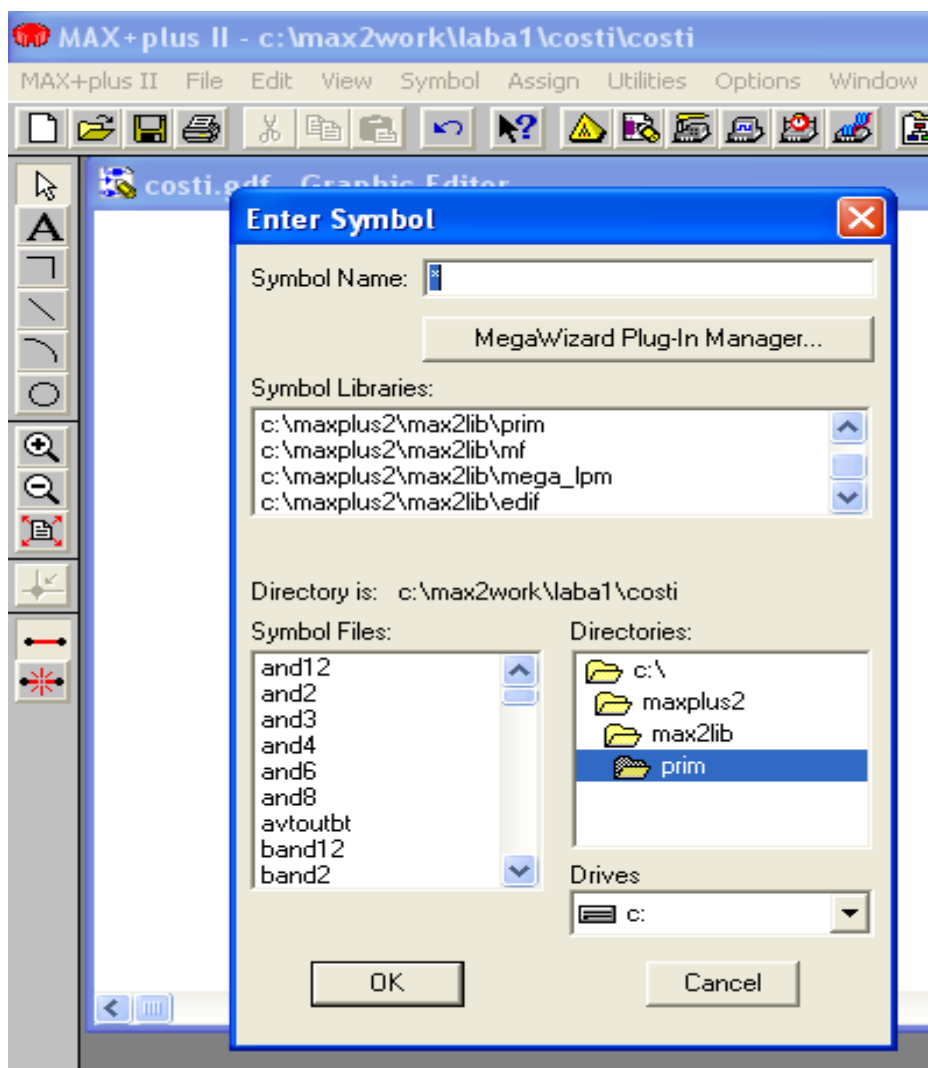 MAX+plus II - c:\max2work\laba1\costi\costi
MAX+plus II File Edit View Symbol Assign Utilities Options Window
costi.gdf - Graphic Editor
A
Enter Symbol
Symbol Name: *
MegaWizard Plug-In Manager...
Symbol Libraries:
c:\maxplus2\max2lib\prim
c:\maxplus2\max2lib\mf
c:\maxplus2\max2lib\mega_lpm
c:\maxplus2\max2lib\edif
Directory is: c:\max2work\laba1\costi
Symbol Files:
and12
and2
and3
and4
and6
and8
avtoutbt
band12
band2
Directories:
c:\
maxplus2
max2lib
prim
Drives
c:
OK Cancel